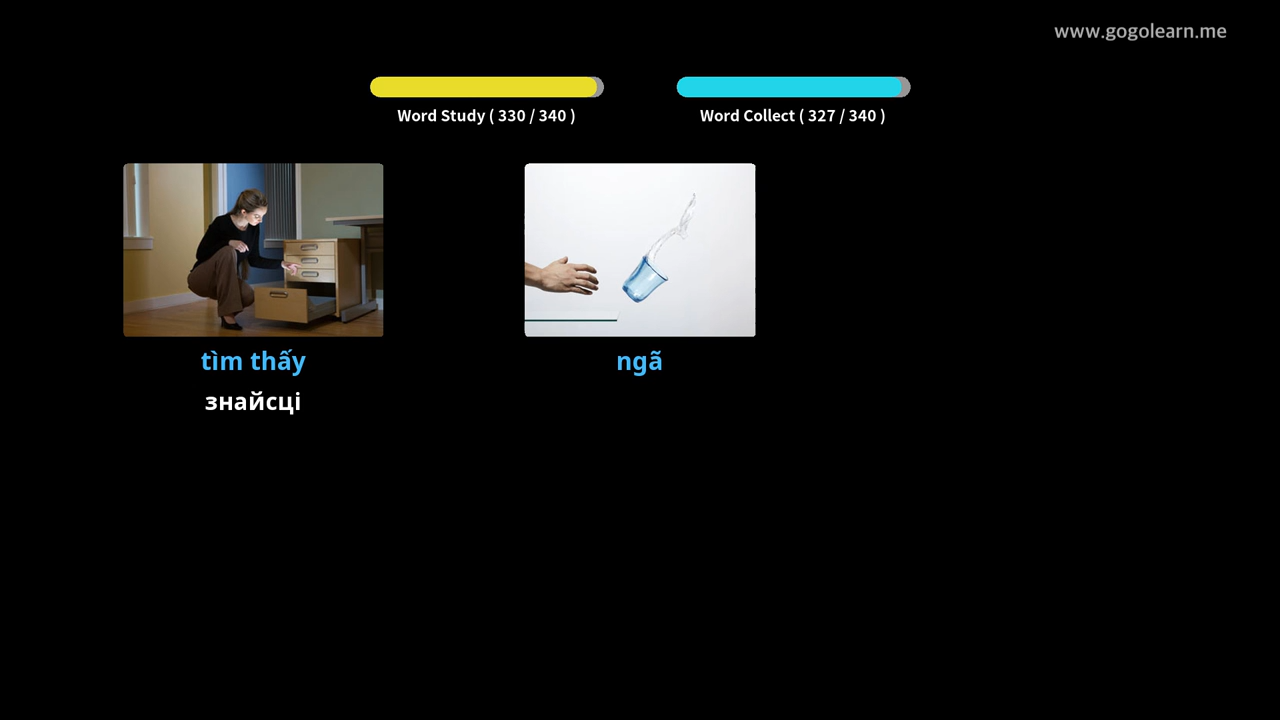 www.gogolearn.me
Word Study ( 330 / 340 )
Word Collect ( 327 / 340 )
tìm thấy
знайсці
ngã